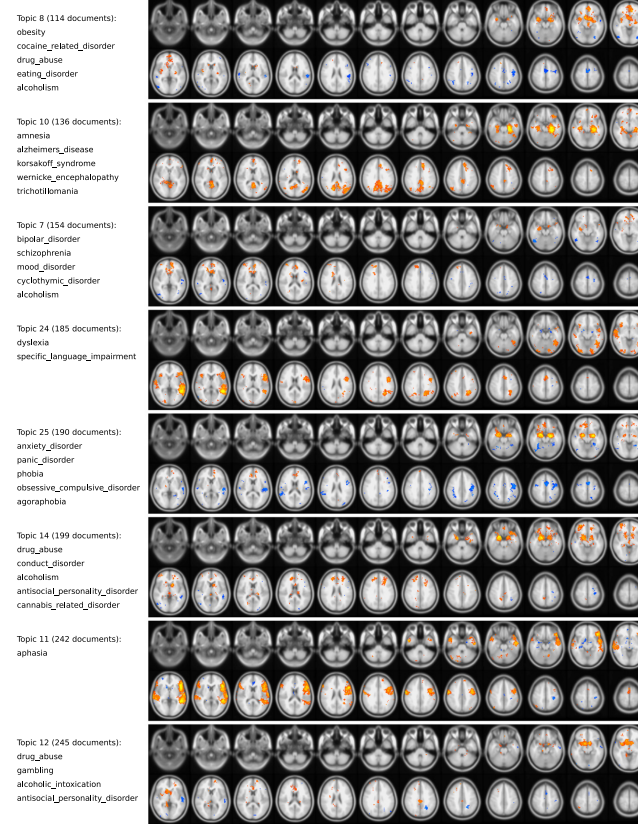 Topic 8 (114 documents):
obesity
cocaine_related_disorder
drug_abuse
eating_disorder
alcoholism
Topic 10 (136 documents):
amnesia
alzheimers_disease
korsakoff_syndrome
wernicke_encephalopathy
trichotillomania
Topic 7 (154 documents):
bipolar_disorder
schizophrenia
mood_disorder
cyclothymic_disorder
alcoholism
Topic 24 (185 documents):
dyslexia
specific_language_impairment
Topic 25 (190 documents):
anxiety_disorder
panic_disorder
phobia
obsessive_compulsive_disorder
agoraphobia
Topic 14 (199 documents):
drug_abuse
conduct_disorder
alcoholism
antisocial_personality_disorder
cannabis_related_disorder
Topic 11 (242 documents):
aphasia
Topic 12 (245 documents):
drug_abuse
gambling
alcoholic_intoxication
antisocial_personality_disorder